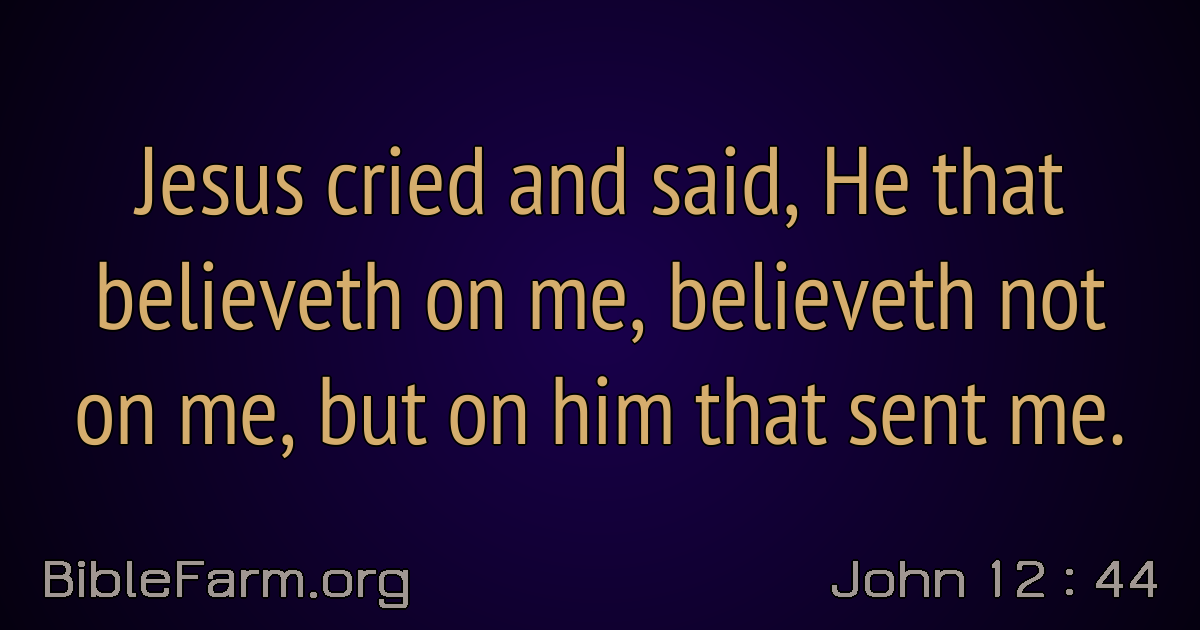 Jesus cried and said, He that
believeth on me, believeth not
on me, but on him that sent me.
BibleFarm.org
John 12 : 44